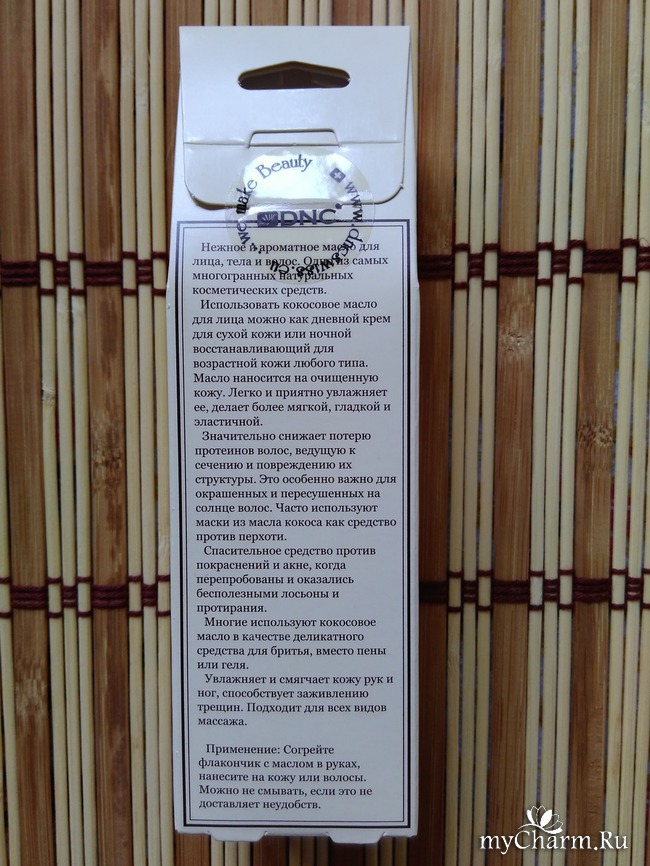 we make Beauty
DNC®
Нежное и ароматное масло для
лица, тела и волос. Одно из самых
многогранных натуральных
косметических средств.
Использовать кокосовое масло
для лица можно как дневной крем
для сухой кожи или ночной
восстанавливающий для
возрастной кожи любого типа.
Масло наносится на очищенную
кожу. Легко и приятно увлажняет
ее, делает более мягкой, гладкой и
эластичной.
Значительно снижает потерю
протеинов волос, ведущую к
сечению и повреждению их
структуры. Это особенно важно для
окрашенных и пересушенных на
солнце волос. Часто используют
маски из масла кокоса как средство
против перхоти.
Спасительное средство против
покраснений и акне, когда
перепробованы и оказались
бесполезными лосьоны и
протирания.
Многие используют кокосовое
масло в качестве деликатного
средства для бритья, вместо пены
или геля.
Увлажняет и смягчает кожу рук и
ног, способствует заживлению
трещин. Подходит для всех видов
массажа.
Применение: Согрейте
флакончик с маслом в руках,
нанесите на кожу или волосы.
Можно не смывать, если это не
доставляет неудобств.
myCharm.Ru